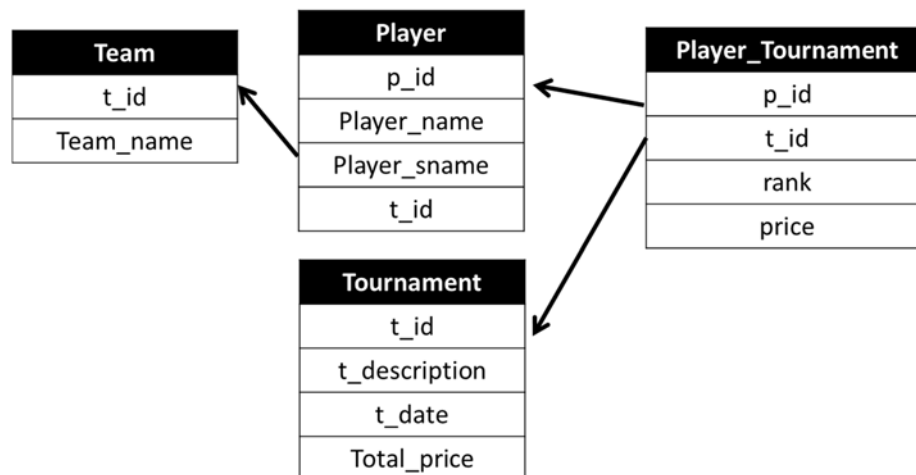 Team
t_id
Team_name
Player
p_id
Player_name
Player_sname
t_id
Player_Tournament
p_id
t_id
rank
price
Tournament
t_id
t_description
t_date
Total_price